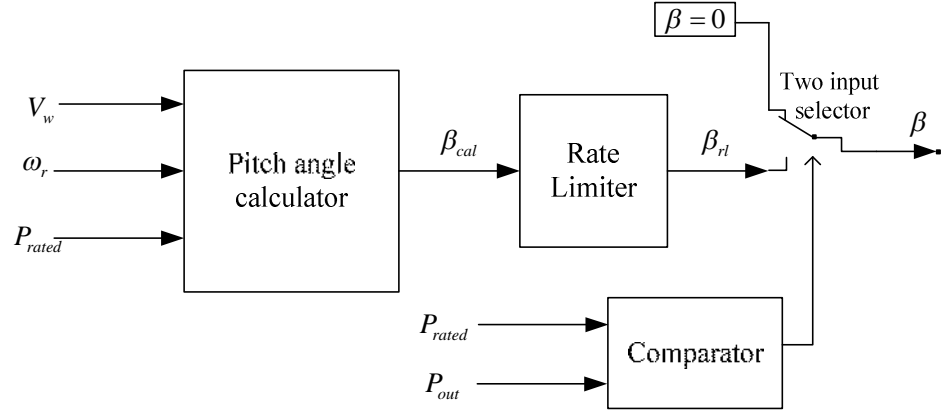 β = 0
Two input
selector
V_w
ω_r
P_rated
Pitch angle
calculator
β_cal
Rate
Limiter
β_rl
β
P_rated
P_out
Comparator